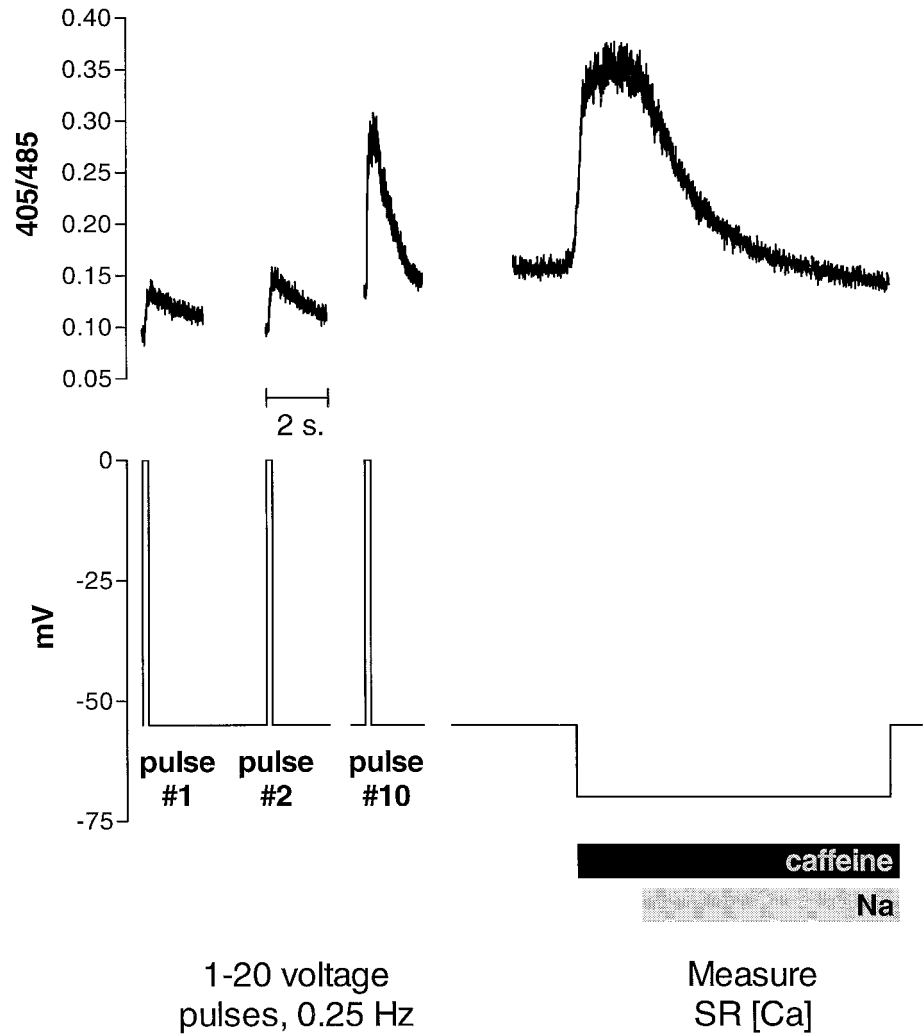 0.40
0.35
0.30
0.25
0.20
0.15
0.10
0.05
405/485
2 s.
0
-25
-50
-75
mV
pulse #1
pulse #2
pulse #10
caffeine
Na
1-20 voltage
pulses, 0.25 Hz
Measure
SR [Ca]